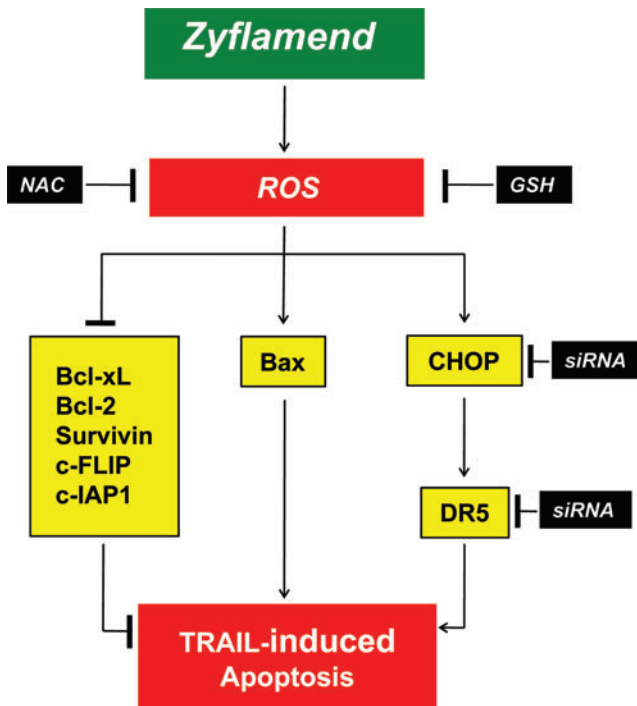 Zyflamend
NAC
ROS
GSH
Bcl-xL
Bcl-2
Survivin
c-FLIP
c-IAP1
Bax
CHOP
siRNA
DR5
siRNA
TRAIL-induced
Apoptosis